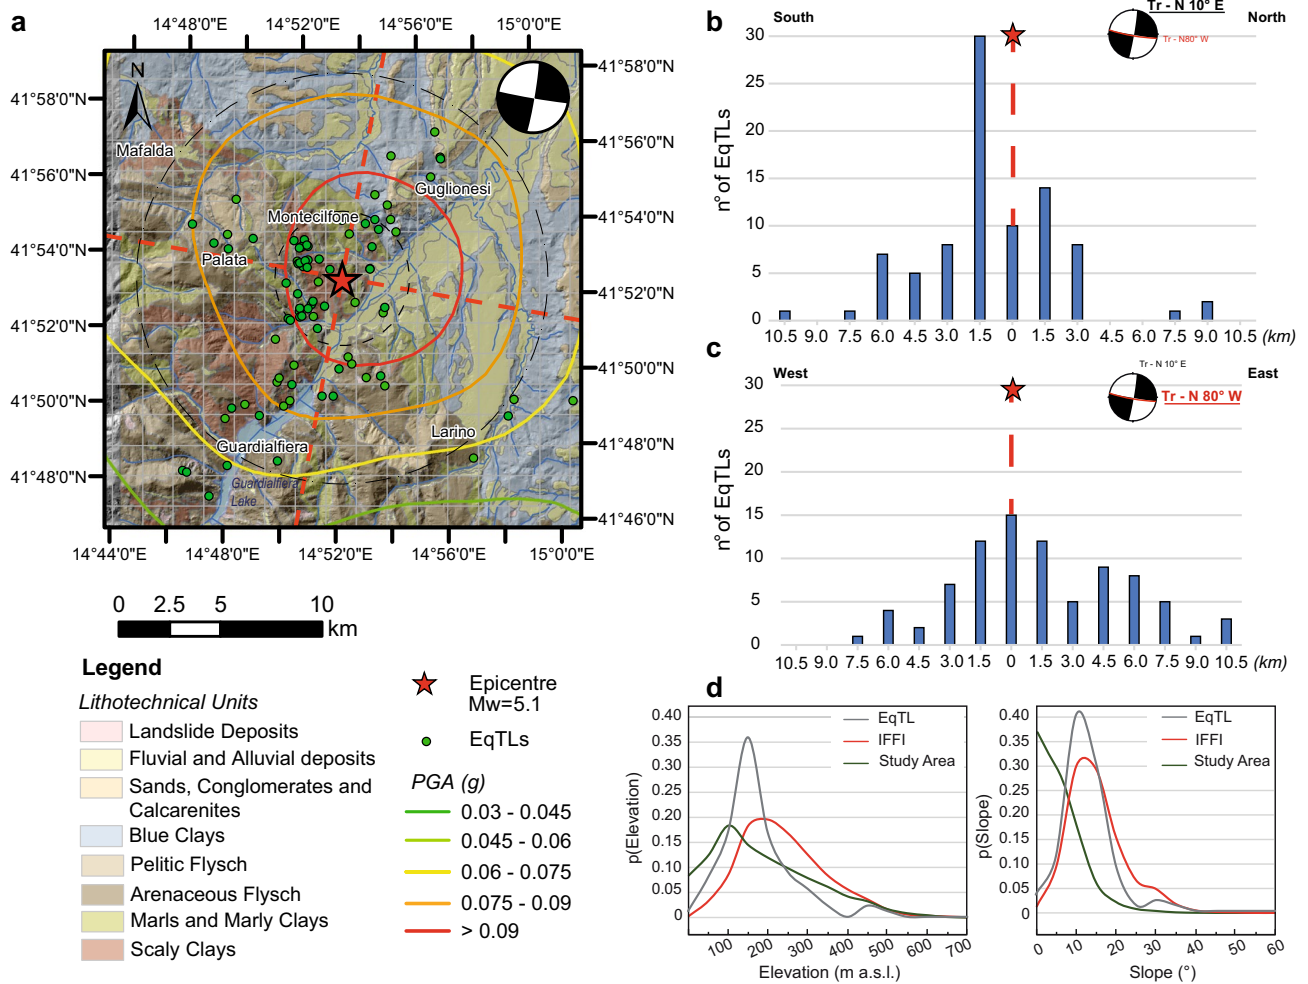 a
14°48'0"E
14°52'0"E
14°56'0"E
15°0'0"E
41°58'0"N
41°56'0"N
41°54'0"N
41°52'0"N
41°50'0"N
41°48'0"N
41°58'0"N
41°56'0"N
41°54'0"N
41°52'0"N
41°50'0"N
41°48'0"N
41°46'0"N
N
Mafalda
Guglionesi
Montecilfone
Palata
Larino
Guardialfiera
Guardialfiera
Lake
14°44'0"E
14°48'0"E
14°52'0"E
14°56'0"E
15°0'0"E
0 2.5 5 10
km
Legend
Lithotechnical Units
Landslide Deposits
Fluvial and Alluvial deposits
Sands, Conglomerates and
Calcarenites
Blue Clays
Pelitic Flysch
Arenaceous Flysch
Marls and Marly Clays
Scaly Clays
Epicentre
Mw=5.1
EqTLs
PGA (g)
0.03 - 0.045
0.045 - 0.06
0.06 - 0.075
0.075 - 0.09
> 0.09
b
South
Tr - N 10° E
North
Tr - N80° W
30
25
20
15
10
5
0
n° of EqTLs
10.5 9.0 7.5 6.0 4.5 3.0 1.5 0 1.5 3.0 4.5 6.0 7.5 9.0 10.5 (km)
c
West
Tr - N 10° E
East
Tr - N 80° W
30
25
20
15
10
5
0
n° of EqTLs
10.5 9.0 7.5 6.0 4.5 3.0 1.5 0 1.5 3.0 4.5 6.0 7.5 9.0 10.5 (km)
d
0.40
0.35
0.30
0.25
0.20
0.15
0.10
0.05
0
p(Elevation)
EqTL
IFFI
Study Area
100 200 300 400 500 600 700
Elevation (m a.s.l.)
0.40
0.35
0.30
0.25
0.20
0.15
0.10
0.05
0
p(Slope)
EqTL
IFFI
Study Area
0 10 20 30 40 50 60
Slope (°)